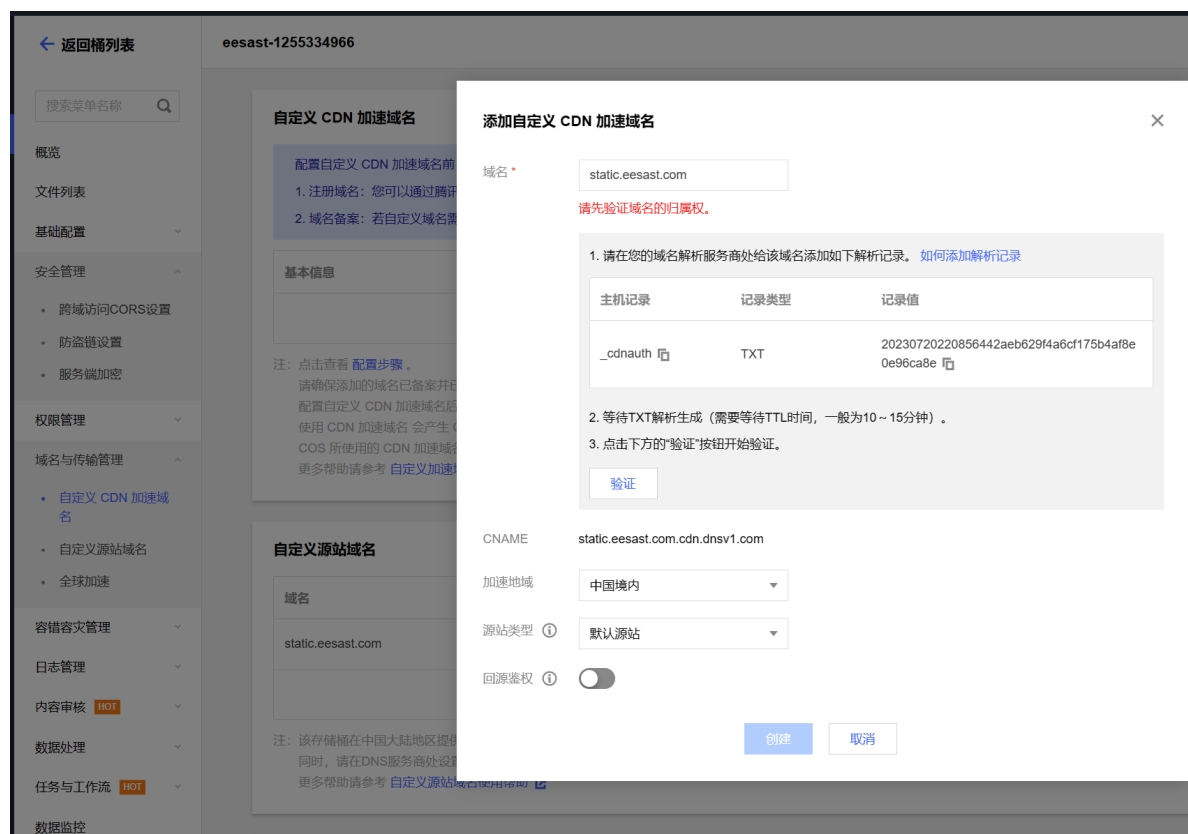 返回桶列表
eesast-1255334966
搜索菜单名称
概览
文件列表
基础配置
安全管理
跨域访问CORS设置
防盗链设置
服务端加密
权限管理
域名与传输管理
自定义 CDN 加速域
名
自定义源站域名
全球加速
容错容灾管理
日志管理
内容审核 HOT
数据处理
任务与工作流 HOT
数据监控
自定义 CDN 加速域名
配置自定义 CDN 加速域名前
1. 注册域名：您可以通过腾讯
2. 域名备案：若自定义域名需
基本信息
注：点击查看 配置步骤 。
请确保添加的域名已备案并已
配置自定义 CDN 加速域名后
使用 CDN 加速域名 会产生
COS 所使用的 CDN 加速域名
更多帮助请参考 自定义加速
自定义源站域名
域名
static.eesast.com
注：该存储桶在中国大陆地区提供
同时，请在DNS服务商处设置
更多帮助请参考 自定义源站域名使用帮助
添加自定义 CDN 加速域名
域名 *
static.eesast.com
请先验证域名的归属权。
1. 请在您的域名解析服务商处给该域名添加如下解析记录。 如何添加解析记录
主机记录 记录类型 记录值
_cdnauth TXT 20230720220856442aeb629f4a6cf175b4af8e
0e96ca8e
2. 等待TXT解析生成（需要等待TTL时间，一般为10～15分钟）。
3. 点击下方的“验证”按钮开始验证。
验证
CNAME static.eesast.com.cdn.dnsv1.com
加速地域 中国境内
源站类型 默认源站
回源鉴权
创建 取消